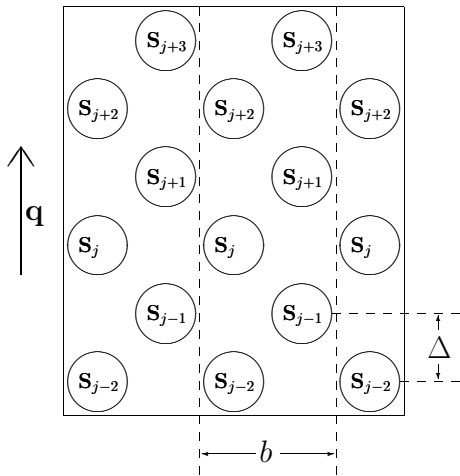 S_{j+3} S_{j+3}
S_{j+2} S_{j+2} S_{j+2}
S_{j+1} S_{j+1}
q
S_j S_j S_j
S_{j−1} S_{j−1}
Δ
S_{j−2} S_{j−2} S_{j−2}
b